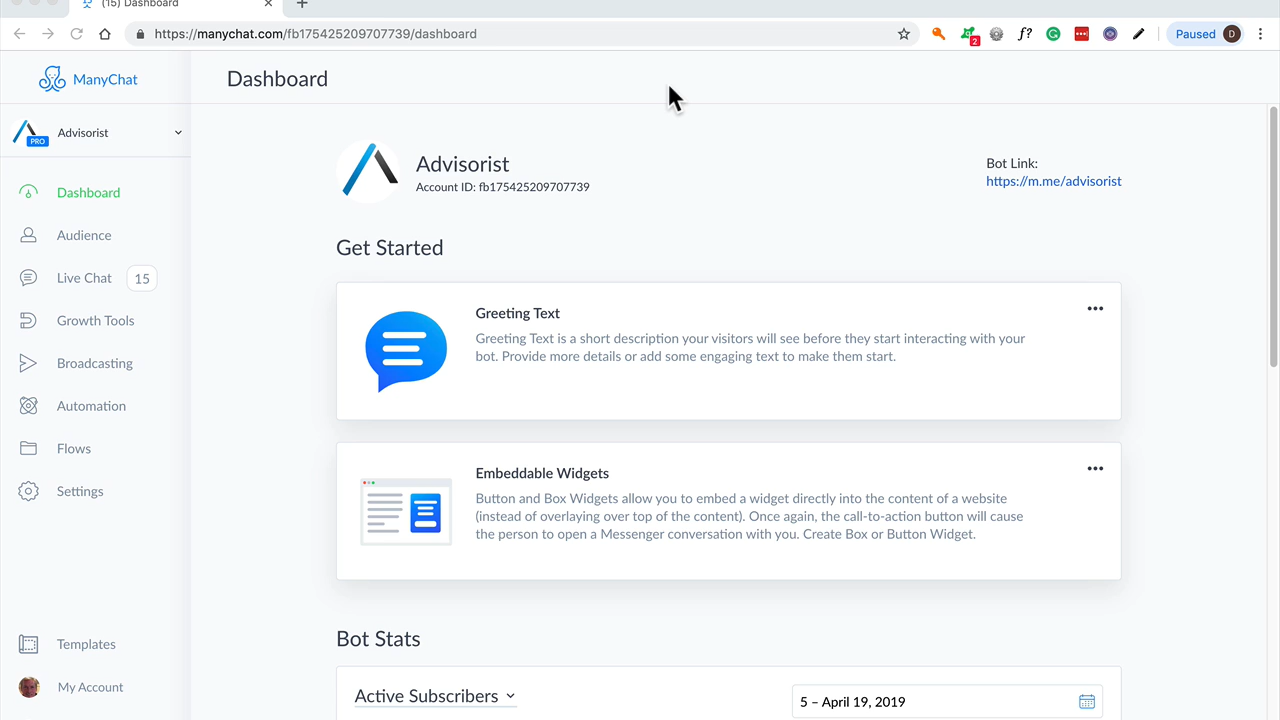 (15) Dashboard
https://manychat.com/fb175425209707739/dashboard
2
f?
Paused
D
ManyChat
Dashboard
PRO
Advisorist
Dashboard
Audience
Live Chat
15
Growth Tools
Broadcasting
Automation
Flows
Settings
Templates
My Account
Advisorist
Account ID: fb175425209707739
Bot Link:
https://m.me/advisorist
Get Started
Greeting Text
Greeting Text is a short description your visitors will see before they start interacting with your
bot. Provide more details or add some engaging text to make them start.
Embeddable Widgets
Button and Box Widgets allow you to embed a widget directly into the content of a website
(instead of overlaying over top of the content). Once again, the call-to-action button will cause
the person to open a Messenger conversation with you. Create Box or Button Widget.
Bot Stats
Active Subscribers
5 – April 19, 2019